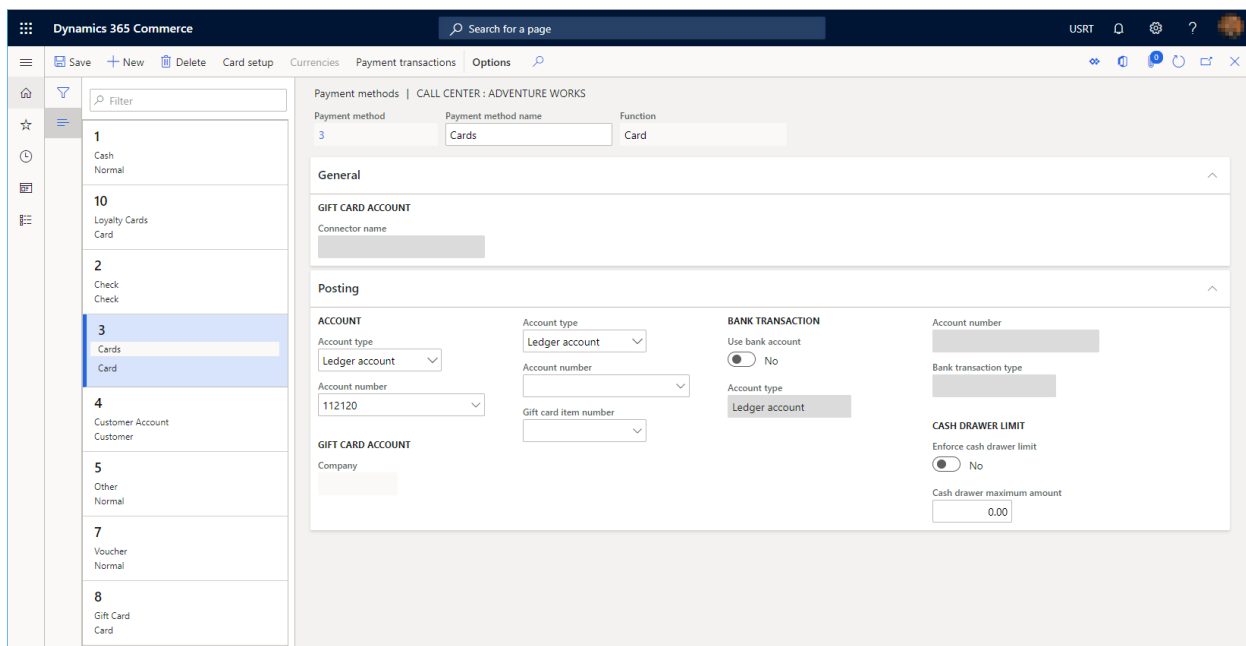 Dynamics 365 Commerce
Search for a page
USRT
?
Save
New
Delete
Card setup
Currencies
Payment transactions
Options
0
Filter
1
Cash
Normal
10
Loyalty Cards
Card
2
Check
Check
3
Cards
Card
4
Customer Account
Customer
5
Other
Normal
7
Voucher
Normal
8
Gift Card
Card
Payment methods | CALL CENTER : ADVENTURE WORKS
Payment method
3
Payment method name
Cards
Function
Card
General
GIFT CARD ACCOUNT
Connector name
Posting
ACCOUNT
Account type
Ledger account
Account number
112120
GIFT CARD ACCOUNT
Company
Account type
Ledger account
Account number
Gift card item number
BANK TRANSACTION
Use bank account
No
Account type
Ledger account
Account number
Bank transaction type
CASH DRAWER LIMIT
Enforce cash drawer limit
No
Cash drawer maximum amount
0.00